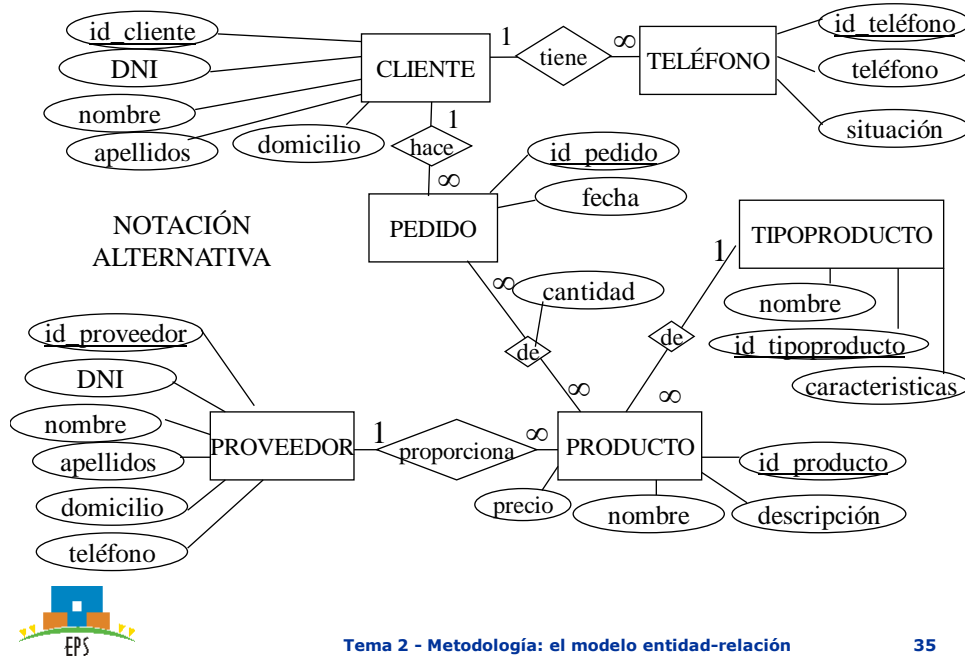 id_cliente
DNI
nombre
apellidos
domicilio
CLIENTE
1
tiene
∞
TELÉFONO
id_teléfono
teléfono
situación
1
hace
∞
id_pedido
fecha
PEDIDO
NOTACIÓN
ALTERNATIVA
TIPOPRODUCTO
1
nombre
id_tipoproducto
caracteristicas
∞
cantidad
de
∞
de
∞
id_proveedor
DNI
nombre
apellidos
domicilio
teléfono
PROVEEDOR
1
proporciona
∞
PRODUCTO
precio
nombre
id_producto
descripción
EPS
Tema 2 - Metodología: el modelo entidad-relación
35